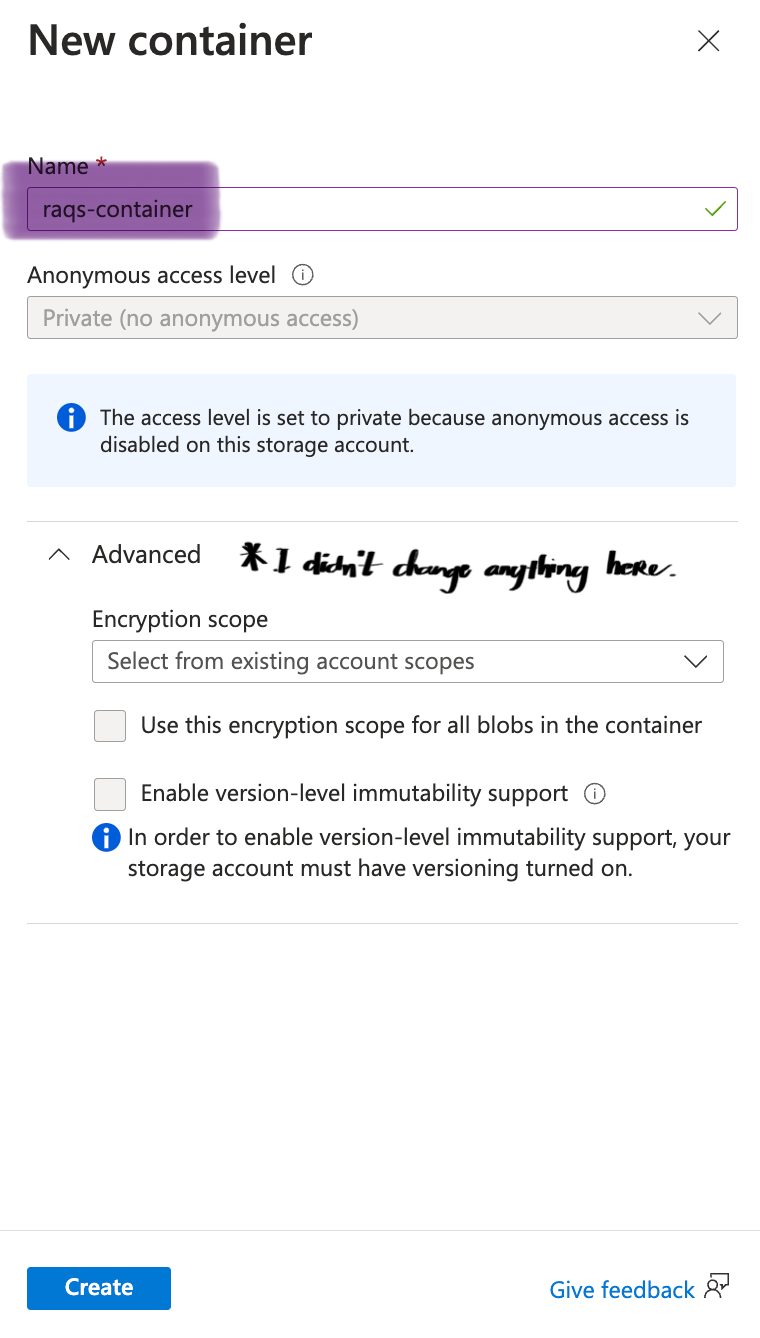 New container
Name *
raqs-container
Anonymous access level
Private (no anonymous access)
The access level is set to private because anonymous access is
disabled on this storage account.
Advanced
* I didn't change anything here.
Encryption scope
Select from existing account scopes
Use this encryption scope for all blobs in the container
Enable version-level immutability support
In order to enable version-level immutability support, your
storage account must have versioning turned on.
Create
Give feedback